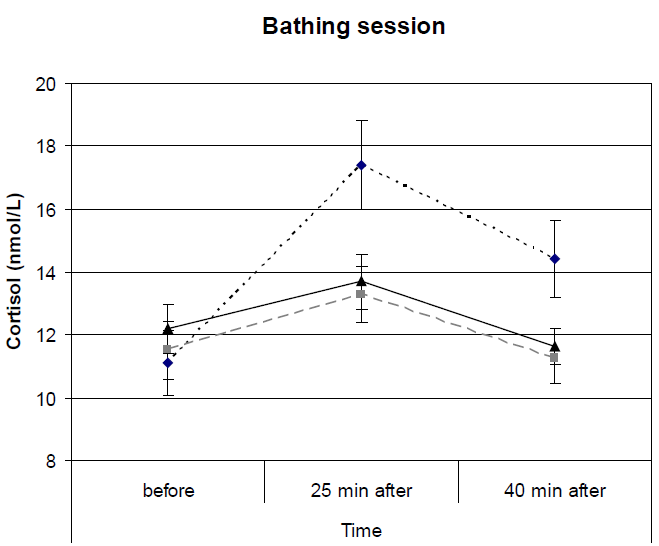 Bathing session
Cortisol (nmol/L)
20
18
16
14
12
10
8
before 25 min after 40 min after
Time